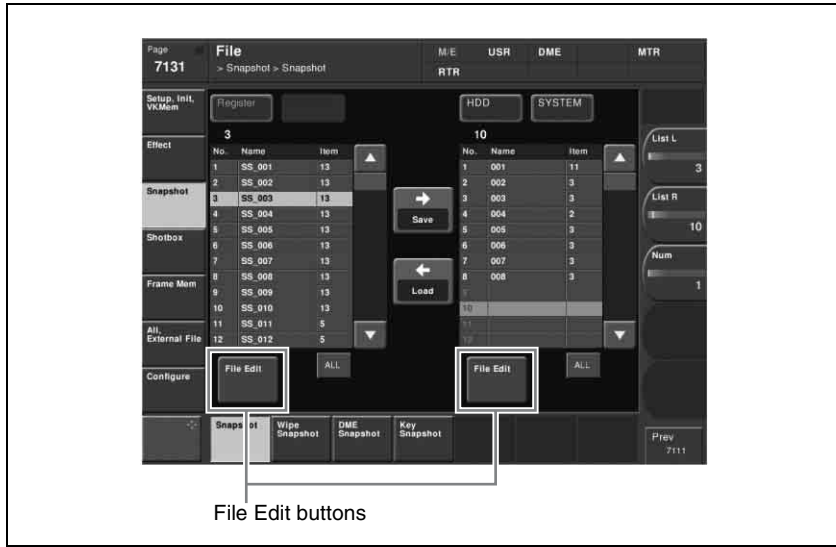 Page
7131
File
> Snapshot > Snapshot
M/E USR DME MTR
RTR
Setup, Init,
VKMem
Effect
Snapshot
Shotbox
Frame Mem
All,
External File
Configure
Register
3
No. Name Item
1 SS_001 13
2 SS_002 13
3 SS_003 13
4 SS_004 13
5 SS_005 13
6 SS_006 13
7 SS_007 13
8 SS_008 13
9 SS_009 13
10 SS_010 13
11 SS_011 5
12 SS_012 5
File Edit
ALL
Save
Load
HDD SYSTEM
10
No. Name Item
1 001 11
2 002 3
3 003 3
4 004 2
5 005 3
6 006 3
7 007 3
8 008 3
9
10
11
12
File Edit
ALL
List L
3
List R
10
Num
1
Snapshot
Wipe
Snapshot
DME
Snapshot
Key
Snapshot
Prev
7111
File Edit buttons